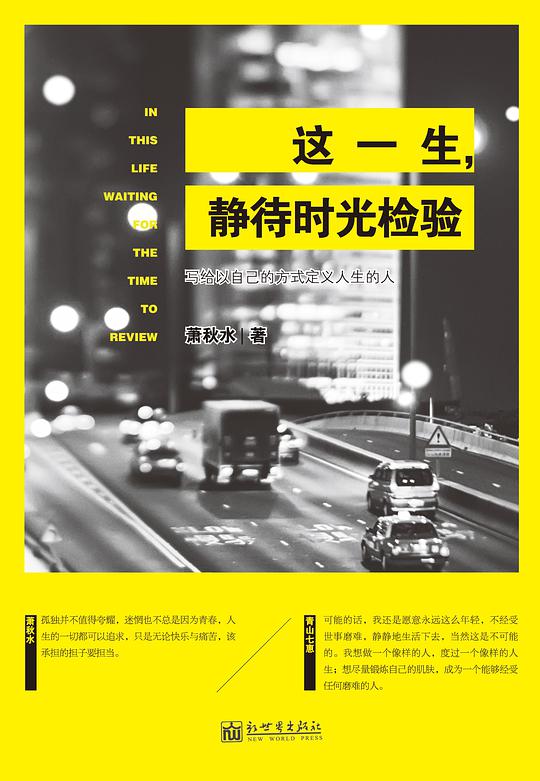 IN
THIS
LIFE
WAITING
FOR
THE
TIME
TO
REVIEW
这一生,
静待时光检验
写给以自己的方式定义人生的人
萧秋水|著
萧秋水
孤独并不值得夸耀,迷惘也不总是因为青春,人
生的一切都可以追求,只是无论快乐与痛苦,该
承担的担子要担当。
青山七惠
可能的话,我还是愿意永远这么年轻,不经受
世事磨难,静静地生活下去,当然这是不可能
的。我想做一个像样的人,度过一个像样的人
生;想尽量锻炼自己的肌肤,成为一个能够经受
任何磨难的人。
新世界出版社
NEW WORLD PRESS